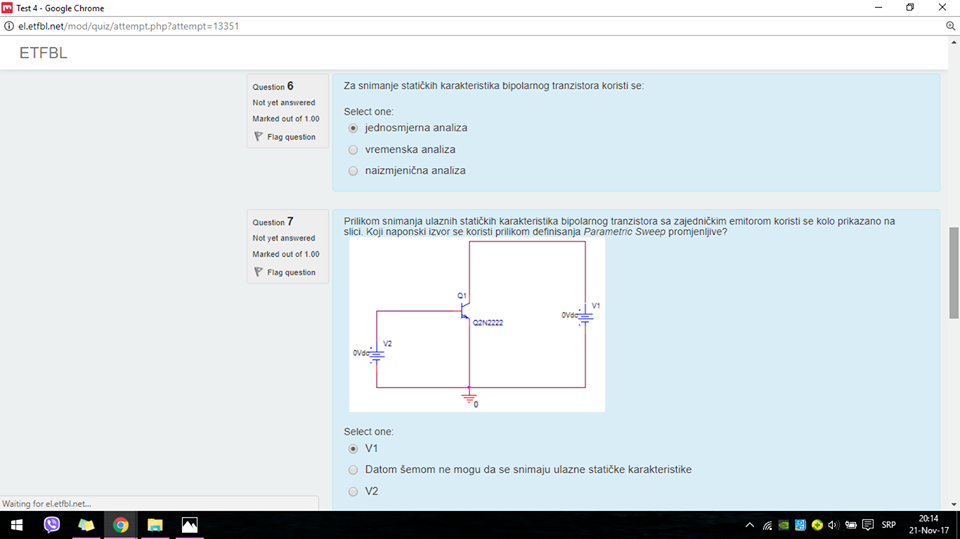 Test 4 - Google Chrome
el.etfbl.net/mod/quiz/attempt.php?attempt=13351
ETFBL
Question 6
Not yet answered
Marked out of 1.00
Flag question
Za snimanje statičkih karakteristika bipolarnog tranzistora koristi se:
Select one:
jednosmjerna analiza
vremenska analiza
naizmjenična analiza
Question 7
Not yet answered
Marked out of 1.00
Flag question
Prilikom snimanja ulaznih statičkih karakteristika bipolarnog tranzistora sa zajedničkim emitorom koristi se kolo prikazano na
slici. Koji naponski izvor se koristi prilikom definisanja Parametric Sweep promjenljive?
Q1
Q2N2222
V1
0Vdc
V2
0Vdc
0
Select one:
V1
Datom šemom ne mogu da se snimaju ulazne statičke karakteristike
V2
Waiting for el.etfbl.net...
SRP
20:14
21-Nov-17